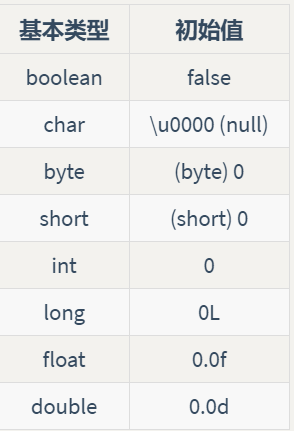 基本类型 初始值
boolean false
char \u0000 (null)
byte (byte) 0
short (short) 0
int 0
long 0L
float 0.0f
double 0.0d